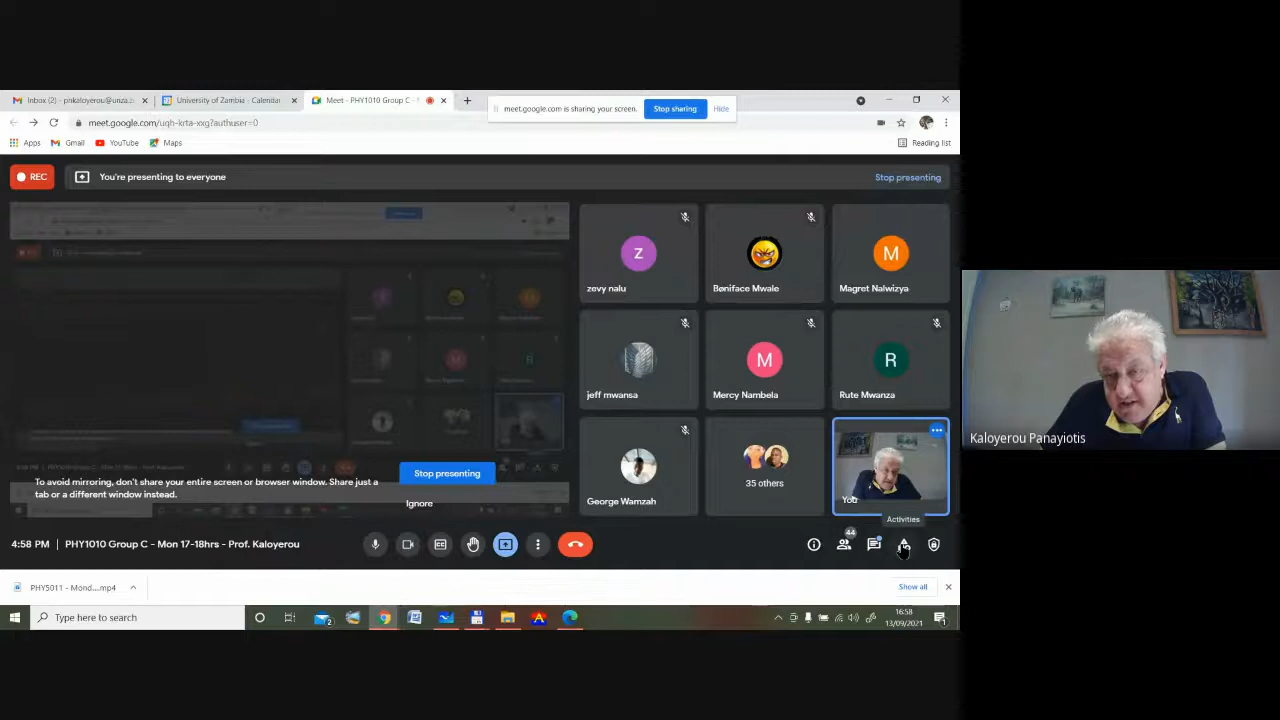 Inbox (2) - pnkaloyerou@unza.z
University of Zambia - Calendar
Meet - PHY1010 Group C -
meet.google.com is sharing your screen.
Stop sharing
Hide
meet.google.com/uqh-krta-xxg?authuser=0
Apps
Gmail
YouTube
Maps
Reading list
REC
You're presenting to everyone
Stop presenting
zevy nalu
Boniface Mwale
Magret Nalwizya
jeff mwansa
Mercy Nambela
Rute Mwanza
George Wamzah
35 others
You
Kaloyerou Panayiotis
Stop presenting
To avoid mirroring, don't share your entire screen or browser window. Share just a
tab or a different window instead.
Ignore
Activities
44
4:58 PM | PHY1010 Group C - Mon 17-18hrs - Prof. Kaloyerou
PHY5011 - Mond....mp4
Show all
Type here to search
16:58
13/09/2021